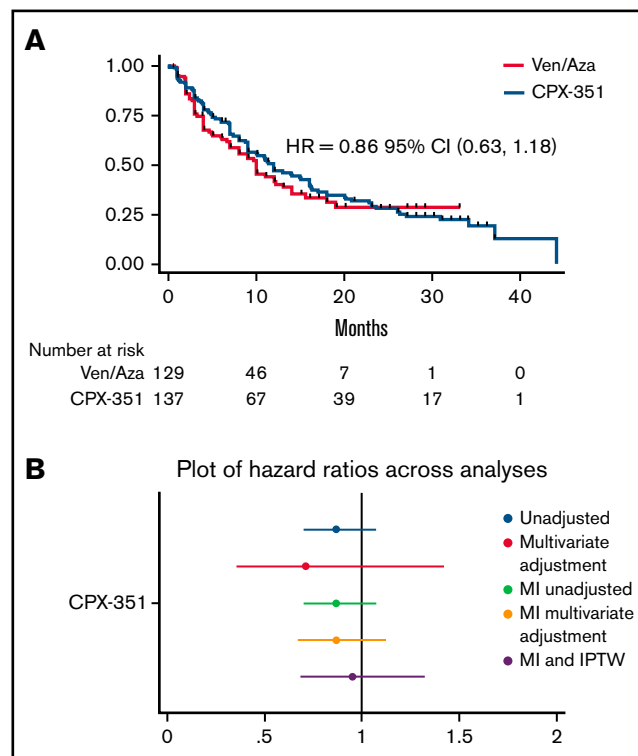 A
1.00
0.75
0.50
0.25
0.00
Ven/Aza
CPX-351
HR = 0.86 95% CI (0.63, 1.18)
0 10 20 30 40
Months
Number at risk
Ven/Aza 129 46 7 1 0
CPX-351 137 67 39 17 1
B
Plot of hazard ratios across analyses
CPX-351
Unadjusted
Multivariate
adjustment
MI unadjusted
MI multivariate
adjustment
MI and IPTW
0 .5 1 1.5 2